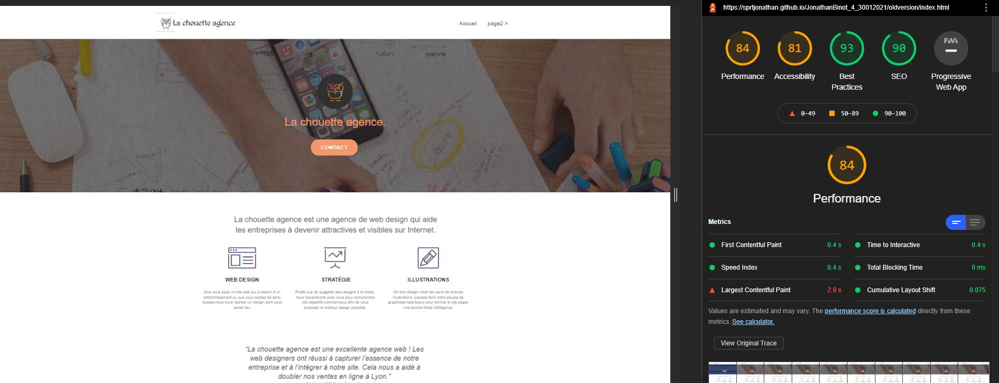 La chouette agence
Accueil
page2 >
La chouette agence.
CONTACT
La chouette agence est une agence de web design qui aide
les entreprises à devenir attractives et visibles sur Internet.
WEB DESIGN
Que vous ayez un site web qui a besoin d'un
rafraîchissement ou que vous partiez de zéro,
laissez-nous vous réaliser un design dont vous
serez fier.
STRATÉGIE
Plutôt que de suggérer des designs à la mode,
nous travaillerons avec vous pour comprendre
vos objectifs commerciaux afin de vous
proposer le meilleur design possible.
ILLUSTRATIONS
Un bon design n'est rien sans de bonnes
illustrations. Laissez faire notre équipe de
graphistes talentueux pour donner à vos pages
une touche finale d'élégance.
“La chouette agence est une excellente agence web ! Les
web designers ont réussi à capturer l'essence de notre
entreprise et à l'intégrer à notre site. Cela nous a aidé à
doubler nos ventes en ligne à Lyon."
https://sprtjonathan.github.io/JonathanBinot_4_30012021/oldversion/index.html
84
Performance
81
Accessibility
93
Best
Practices
90
SEO
PWA
Progressive
Web App
0–49
50–89
90–100
84
Performance
Metrics
First Contentful Paint 0.4 s
Time to Interactive 0.4 s
Speed Index 0.4 s
Total Blocking Time 0 ms
Largest Contentful Paint 2.9 s
Cumulative Layout Shift 0.075
Values are estimated and may vary. The performance score is calculated directly from these
metrics. See calculator.
View Original Trace